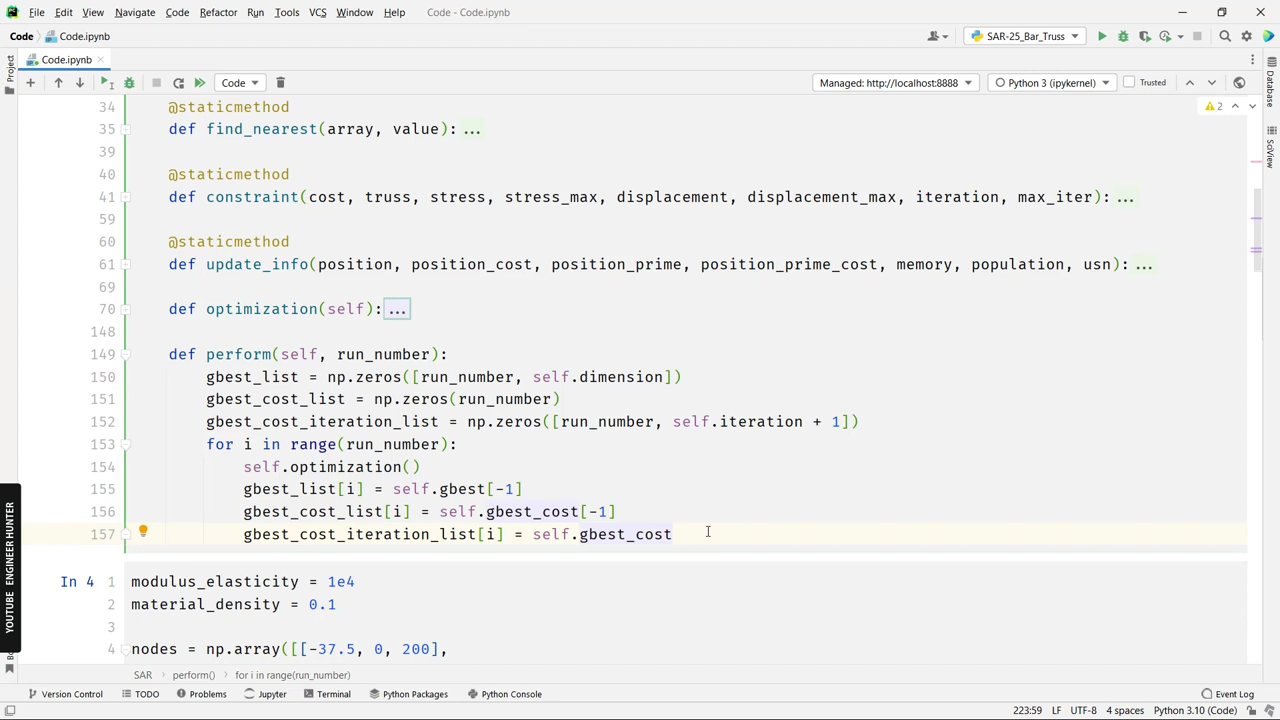 File Edit View Navigate Code Refactor Run Tools VCS Window Help Code - Code.ipynb
Code Code.ipynb SAR-25_Bar_Truss
Code.ipynb
Code Managed: http://localhost:8888 Python 3 (ipykernel) Trusted
Project
Database
SciView
2
34 @staticmethod
35 def find_nearest(array, value):...
39
40 @staticmethod
41 def constraint(cost, truss, stress, stress_max, displacement, displacement_max, iteration, max_iter):...
59
60 @staticmethod
61 def update_info(position, position_cost, position_prime, position_prime_cost, memory, population, usn):...
69
70 def optimization(self):...
148
149 def perform(self, run_number):
150 gbest_list = np.zeros([run_number, self.dimension])
151 gbest_cost_list = np.zeros(run_number)
152 gbest_cost_iteration_list = np.zeros([run_number, self.iteration + 1])
153 for i in range(run_number):
154 self.optimization()
155 gbest_list[i] = self.gbest[-1]
156 gbest_cost_list[i] = self.gbest_cost[-1]
157 gbest_cost_iteration_list[i] = self.gbest_cost
In 4 1 modulus_elasticity = 1e4
2 material_density = 0.1
3
4 nodes = np.array([[-37.5, 0, 200],
YOUTUBE ENGINEER HUNTER
SAR perform() for i in range(run_number)
Version Control TODO Problems Jupyter Terminal Python Packages Python Console Event Log
223:59 LF UTF-8 4 spaces Python 3.10 (Code)